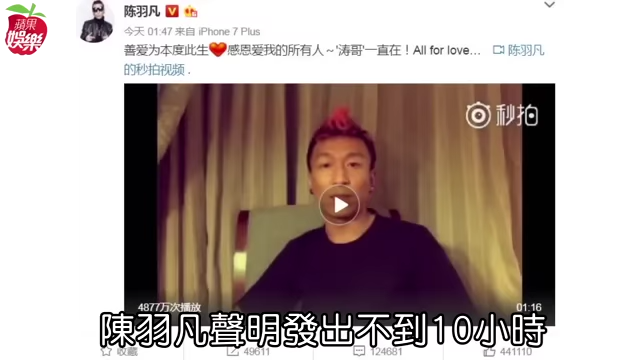 蘋果
娛樂
陈羽凡
今天 01:47 来自 iPhone 7 Plus
善爱为本度此生❤️感恩爱我的所有人～'涛哥'一直在！All for love... 陈羽凡
的秒拍视频 .
秒拍
4877万次播放
01:16
陳羽凡聲明發出不到10小時
收藏
49611
124681
441110